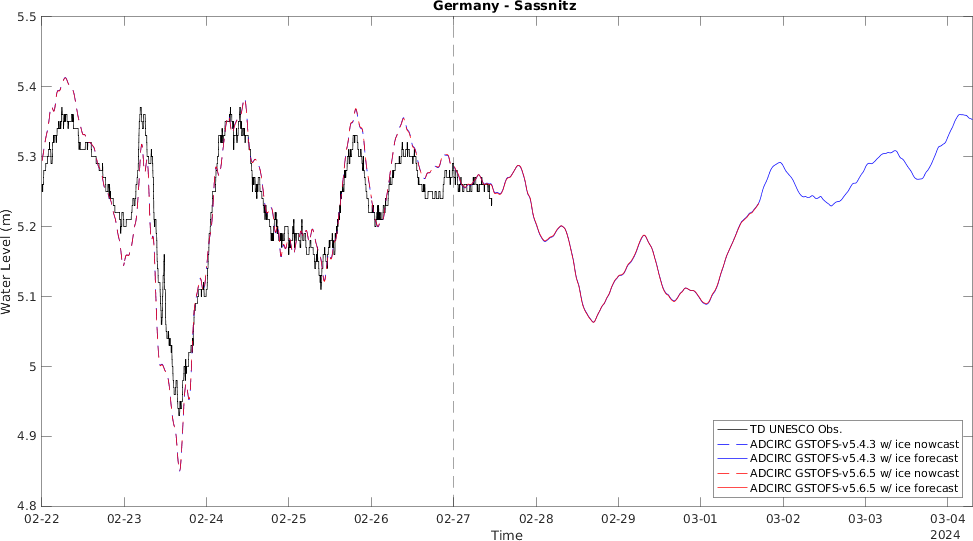 Germany - Sassnitz
5.5
5.4
5.3
5.2
5.1
5
4.9
4.8
Water Level (m)
TD UNESCO Obs.
ADCIRC GSTOFS-v5.4.3 w/ ice nowcast
ADCIRC GSTOFS-v5.4.3 w/ ice forecast
ADCIRC GSTOFS-v5.6.5 w/ ice nowcast
ADCIRC GSTOFS-v5.6.5 w/ ice forecast
02-22 02-23 02-24 02-25 02-26 02-27 02-28 02-29 03-01 03-02 03-03 03-04
Time
2024